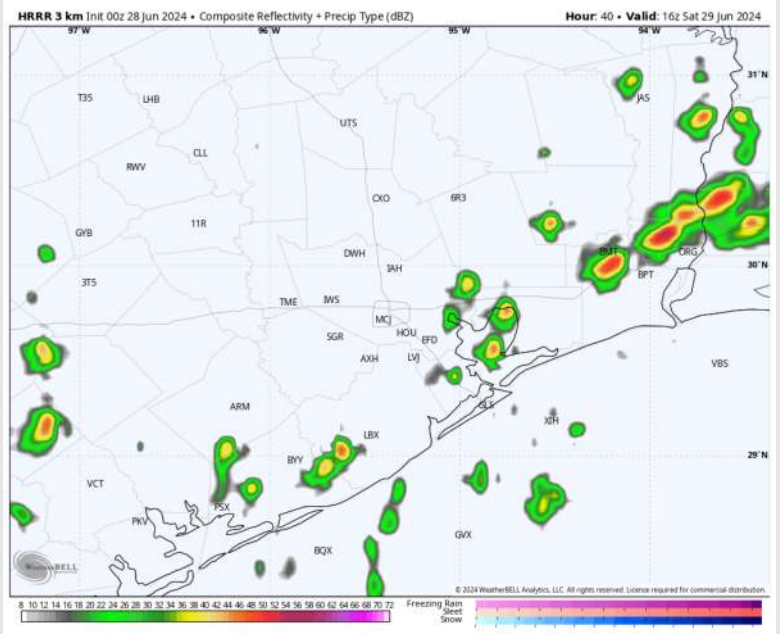 HRRR 3 km Init 00z 28 Jun 2024 • Composite Reflectivity + Precip Type (dBZ) Hour: 40 • Valid: 16z Sat 29 Jun 2024
97°W 96°W 95°W 94°W
31°N
T35 LHB JAS
UTS
CLL
RWV
CXO 6R3
11R
GYB
DWH BMT ORG
IAH 30°N
BPT
3T5
TME IWS
MCJ
SGR HOU EFD
AXH LVJ
VBS
ARM GLS
XIH
LBX
BYY 29°N
VCT
PSX
PKV
GVX
BQX
WeatherBELL
© 2024 WeatherBELL Analytics, LLC. All rights reserved. License required for commercial distribution.
8 10 12 14 16 18 20 22 24 26 28 30 32 34 36 38 40 42 44 46 48 50 52 54 56 58 60 62 64 66 68 70 72
Freezing Rain
Sleet
Snow